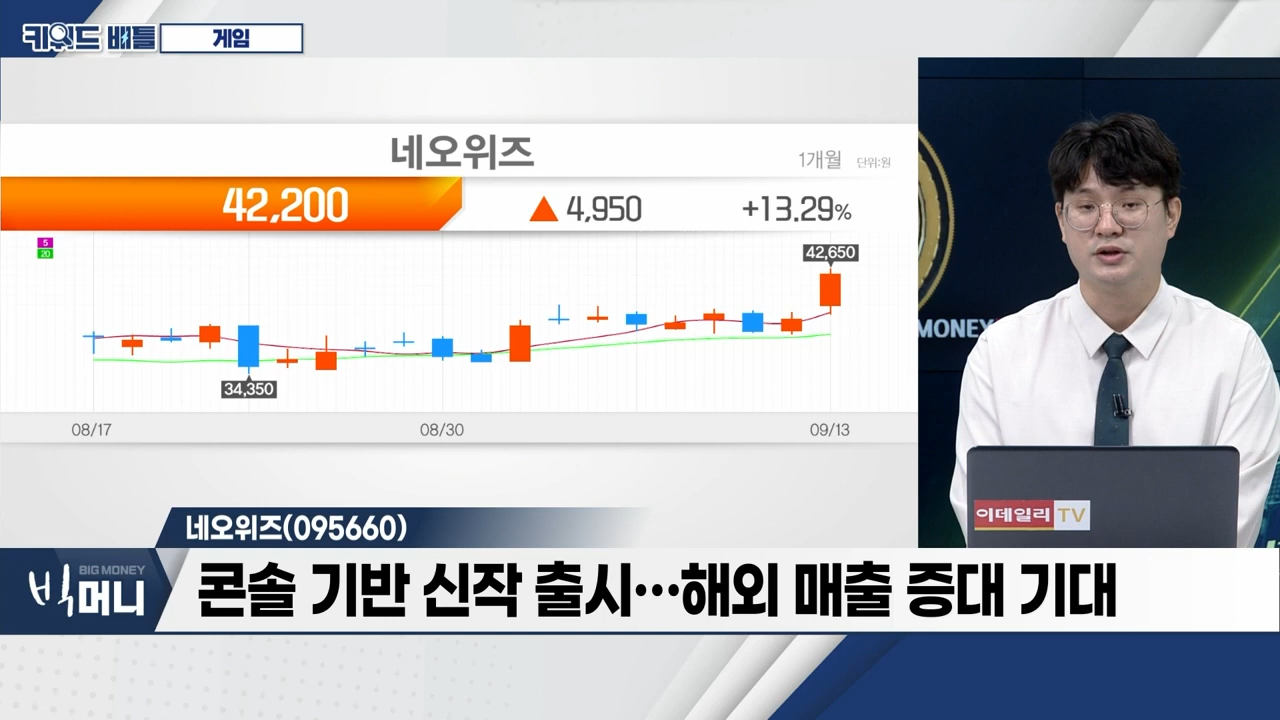 키워드 배틀
게임
네오위즈
1개월 단위:원
42,200 ▲ 4,950 +13.29%
5
20
42,650
34,350
08/17 08/30 09/13
MONEY
이데일리 TV
네오위즈(095660)
BIG MONEY
빅머니
콘솔 기반 신작 출시…해외 매출 증대 기대